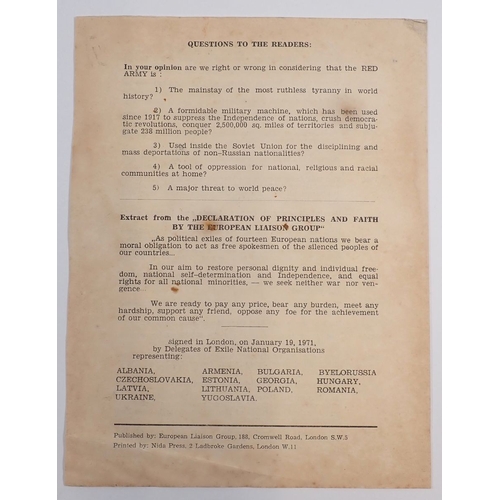 QUESTIONS TO THE READERS:
In your opinion are we right or wrong in considering that the RED
ARMY is :
1) The mainstay of the most ruthless tyranny in world
history?
2) A formidable military machine, which has been used
since 1917 to suppress the Independence of nations, crush democra-
tic revolutions, conquer 2,500,000 sq. miles of territories and subju-
gate 238 million people?
3) Used inside the Soviet Union for the disciplining and
mass deportations of non-Russian nationalities?
4) A tool of oppression for national, religious and racial
communities at home?
5) A major threat to world peace?
Extract from the „DECLARATION OF PRINCIPLES AND FAITH
BY THE EUROPEAN LIAISON GROUP“
„As political exiles of fourteen European nations we bear a
moral obligation to act as free spokesmen of the silenced peoples of
our countries...
In our aim to restore personal dignity and individual free-
dom, national self-determination and Independence, and equal
rights for all national minorities, — we seek neither war nor ven-
gence
We are ready to pay any price, bear any burden, meet any
hardship, support any friend, oppose any foe for the achievement
of our common cause“.
signed in London, on January 19, 1971,
by Delegates of Exile National Organisations
representing:
ALBANIA, ARMENIA, BULGARIA, BYELORUSSIA
CZECHOSLOVAKIA, ESTONIA, GEORGIA, HUNGARY,
LATVIA, LITHUANIA; POLAND, ROMANIA,
UKRAINE, YUGOSLAVIA.
Published by: European Liaison Group, 188, Cromwell Road, London S.W.5
Printed by: Nida Press, 2 Ladbroke Gardens, London W.11